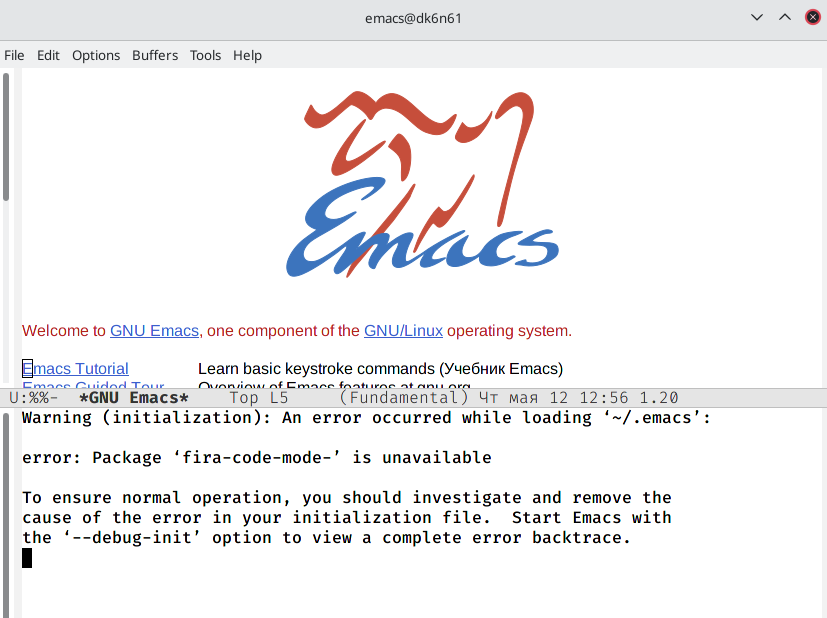 emacs@dk6n61
File Edit Options Buffers Tools Help
Emacs
Welcome to GNU Emacs, one component of the GNU/Linux operating system.
Emacs Tutorial Learn basic keystroke commands (Учебник Emacs)
Emacs Guided Tour Overview of Emacs features at gnu.org
U:%%- *GNU Emacs* Top L5 (Fundamental) Чт мая 12 12:56 1.20
Warning (initialization): An error occurred while loading ‘~/.emacs’:
error: Package ‘fira-code-mode-’ is unavailable
To ensure normal operation, you should investigate and remove the
cause of the error in your initialization file.  Start Emacs with
the ‘--debug-init’ option to view a complete error backtrace.